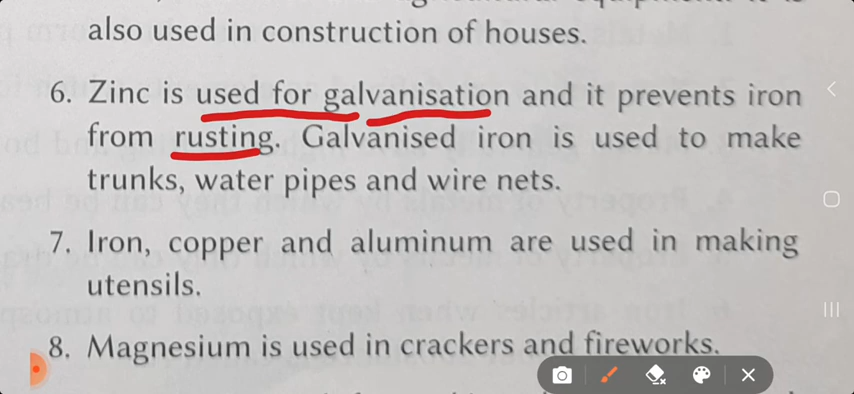 also used in construction of houses.
6. Zinc is used for galvanisation and it prevents iron
from rusting. Galvanised iron is used to make
trunks, water pipes and wire nets.
7. Iron, copper and aluminum are used in making
utensils.
8. Magnesium is used in crackers and fireworks.